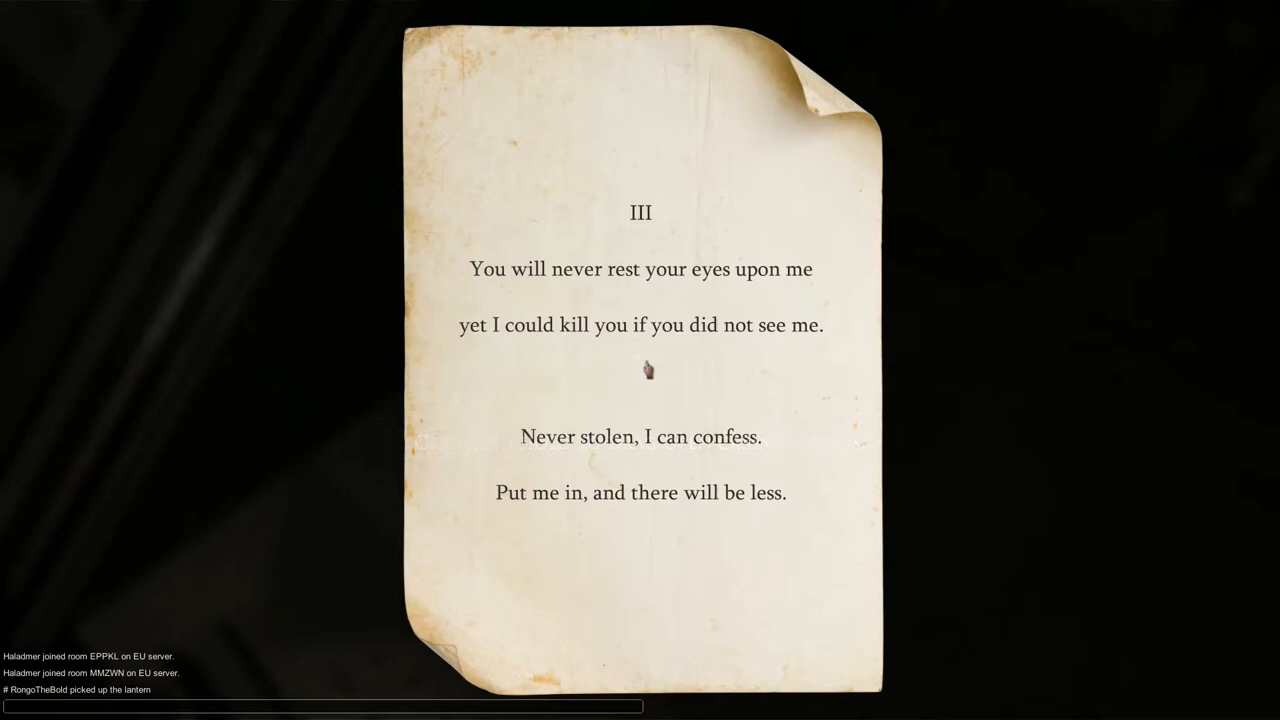 III
You will never rest your eyes upon me
yet I could kill you if you did not see me.
Never stolen, I can confess.
Put me in, and there will be less.
Haladmer joined room EPPKL on EU server.
Haladmer joined room MMZWN on EU server.
# RongoTheBold picked up the lantern